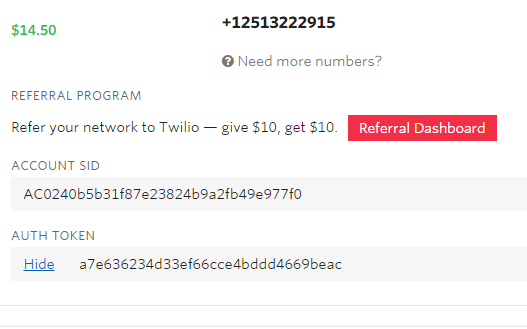 $14.50
+12513222915
Need more numbers?
REFERRAL PROGRAM
Refer your network to Twilio — give $10, get $10. Referral Dashboard
ACCOUNT SID
AC0240b5b31f87e23824b9a2fb49e977f0
AUTH TOKEN
Hide a7e636234d33ef66cce4bddd4669beac